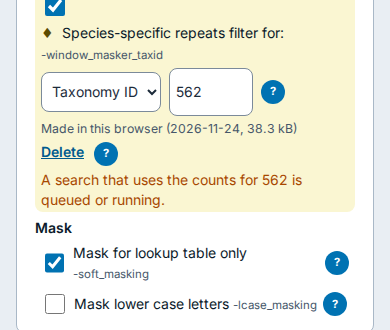 ♦ Species-specific repeats filter for:
-window_masker_taxid
Taxonomy ID 562 ?
Made in this browser (2026-11-24, 38.3 kB)
Delete ?
A search that uses the counts for 562 is
queued or running.
Mask
Mask for lookup table only
-soft_masking ?
Mask lower case letters -lcase_masking ?